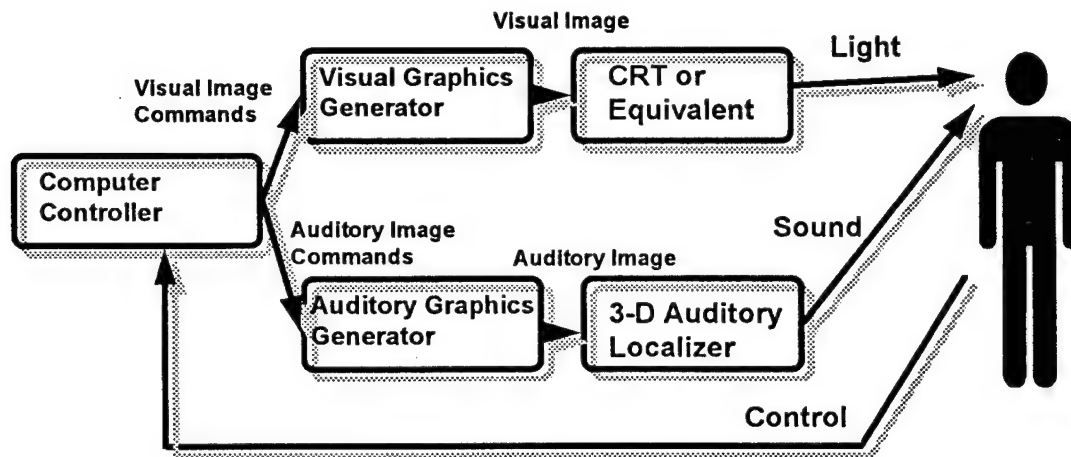 Visual Image
Light
Visual Image
Commands
Visual Graphics
Generator
CRT or
Equivalent
Computer
Controller
Auditory Image
Commands
Auditory Image
Sound
Auditory Graphics
Generator
3-D Auditory
Localizer
Control